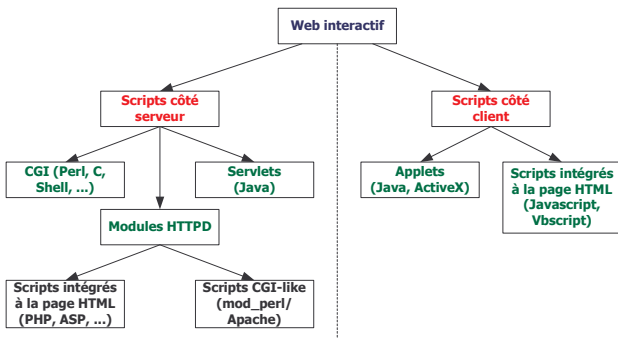 Web interactif
Scripts côté
serveur
Scripts côté
client
CGI (Perl, C,
Shell, ...)
Servlets
(Java)
Applets
(Java, ActiveX)
Scripts intégrés
à la page HTML
(Javascript,
Vbscript)
Modules HTTPD
Scripts intégrés
à la page HTML
(PHP, ASP, ...)
Scripts CGI-like
(mod_perl/
Apache)